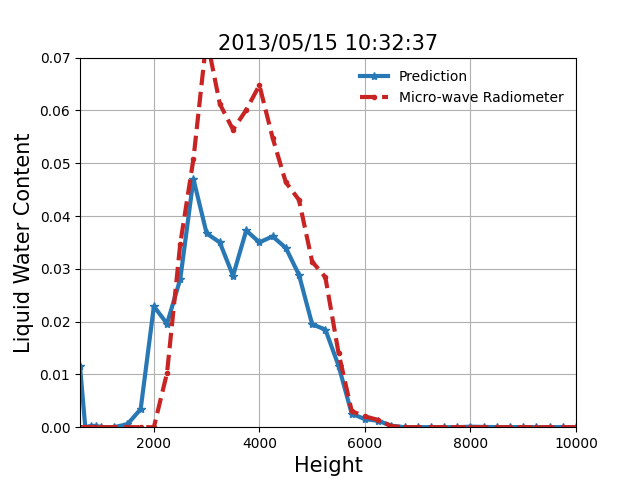 2013/05/15 10:32:37
Prediction
Micro-wave Radiometer
Liquid Water Content
0.07
0.06
0.05
0.04
0.03
0.02
0.01
0.00
2000 4000 6000 8000 10000
Height